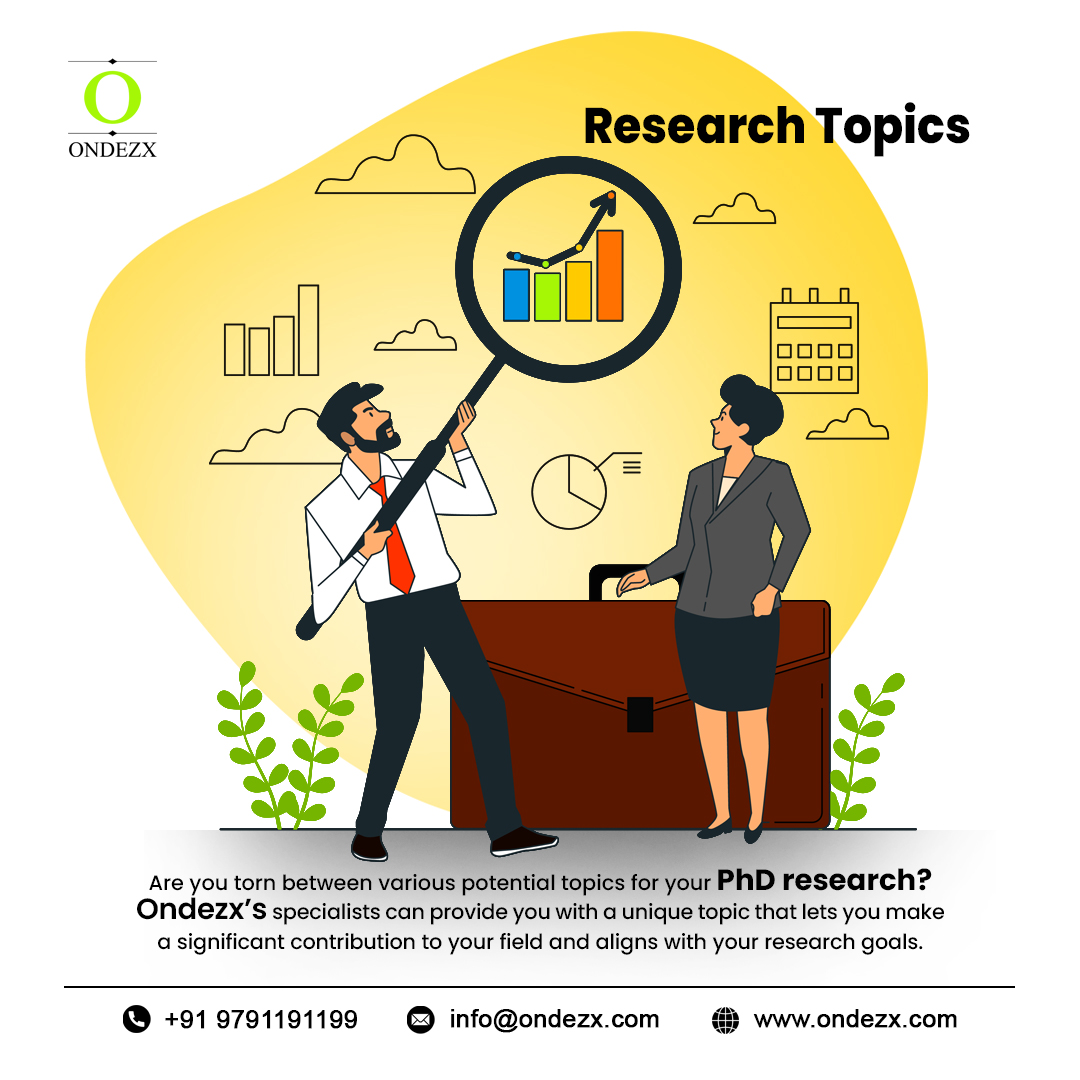 O
ONDEZX
Research Topics
Are you torn between various potential topics for your PhD research?
Ondezx’s specialists can provide you with a unique topic that lets you make
a significant contribution to your field and aligns with your research goals.
+91 9791191199
info@ondezx.com
www.ondezx.com